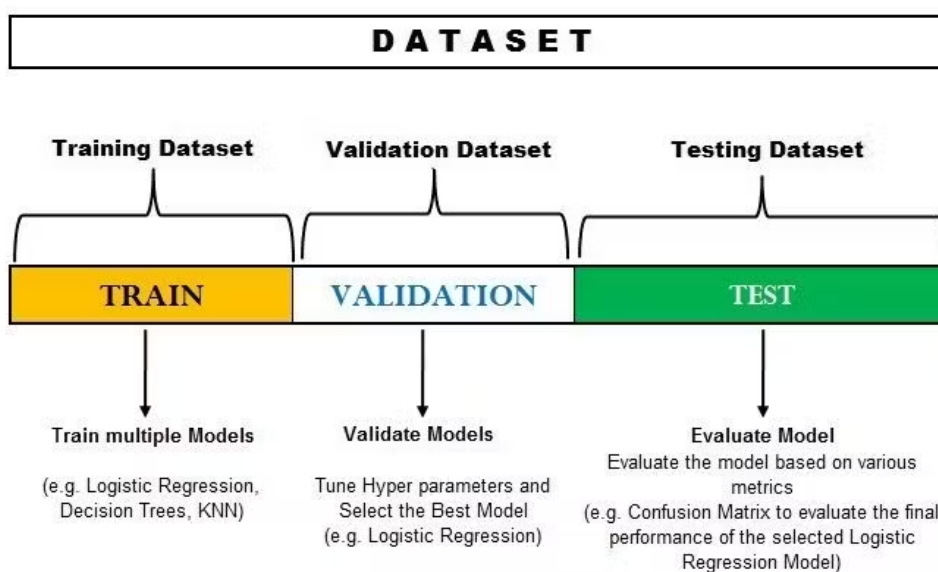 DATASET
Training Dataset
Validation Dataset
Testing Dataset
TRAIN
VALIDATION
TEST
Train multiple Models
(e.g. Logistic Regression,
Decision Trees, KNN)
Validate Models
Tune Hyper parameters and
Select the Best Model
(e.g. Logistic Regression)
Evaluate Model
Evaluate the model based on various
metrics
(e.g. Confusion Matrix to evaluate the final
performance of the selected Logistic
Regression Model)